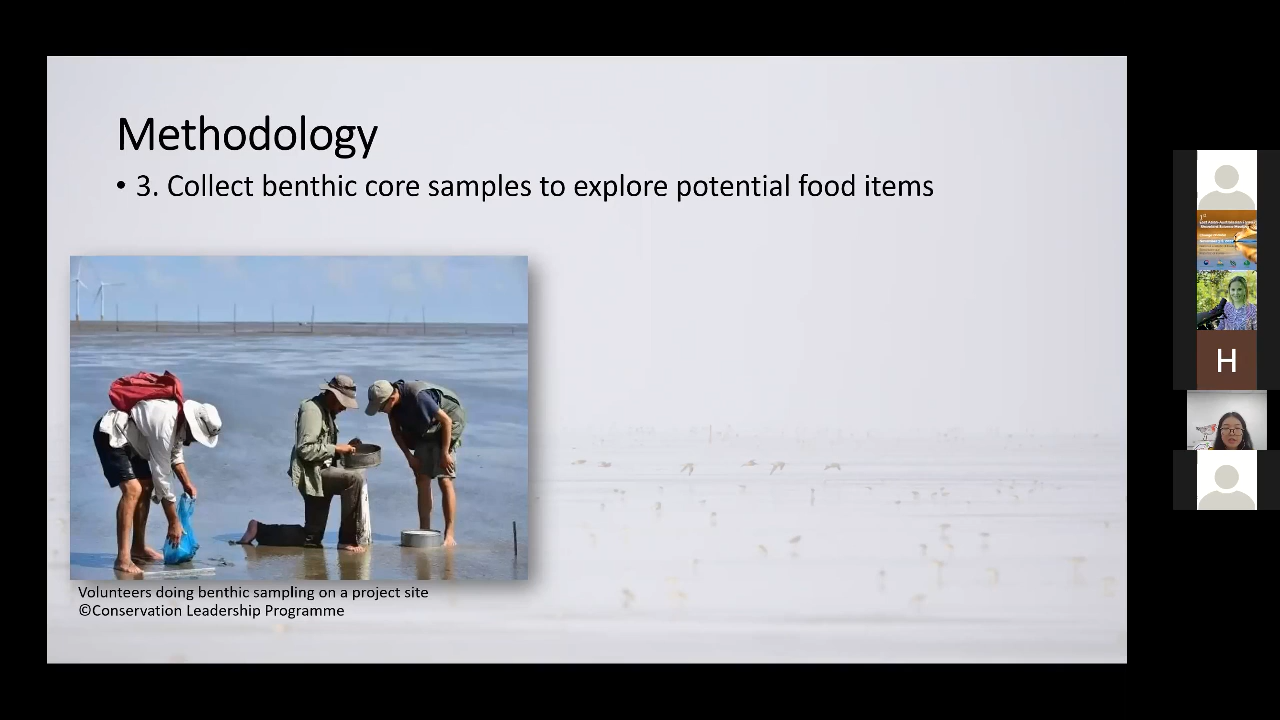 Methodology
• 3. Collect benthic core samples to explore potential food items
Volunteers doing benthic sampling on a project site
©Conservation Leadership Programme
1st
H